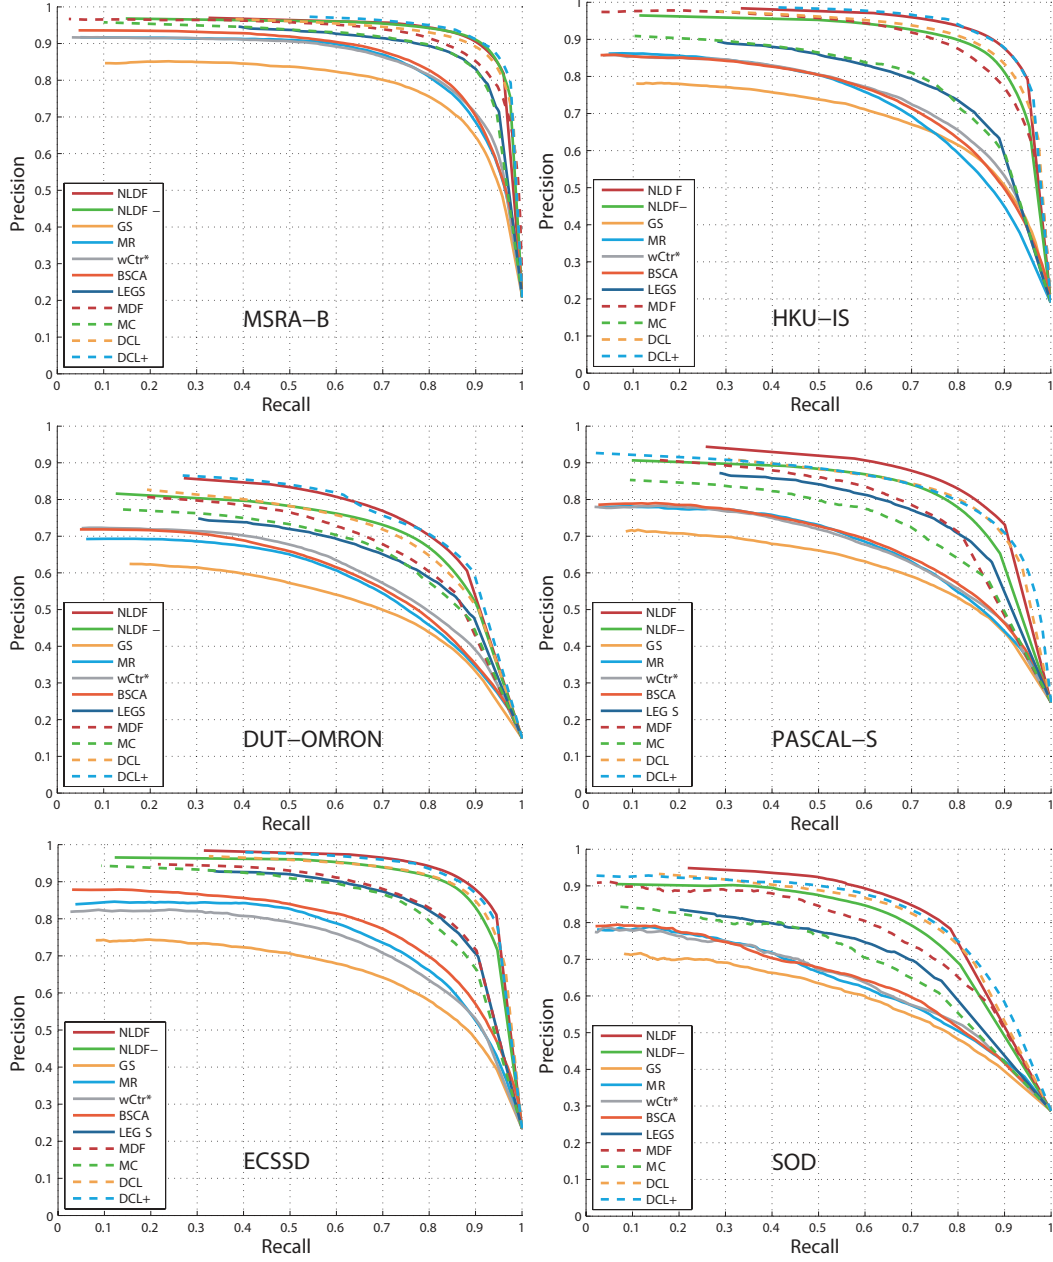 1
0.9
0.8
0.7
0.6
0.5
0.4
0.3
0.2
0.1
0
Precision
NLDF
NLDF –
GS
MR
wCtr*
BSCA
LEGS
MDF
MC
DCL
DCL+
MSRA–B
0 0.1 0.2 0.3 0.4 0.5 0.6 0.7 0.8 0.9 1
Recall
1
0.9
0.8
0.7
0.6
0.5
0.4
0.3
0.2
0.1
0
Precision
NLD F
NLDF–
GS
MR
wCtr*
BSCA
LEGS
MD F
MC
DCL
DCL+
HKU–IS
0 0.1 0.2 0.3 0.4 0.5 0.6 0.7 0.8 0.9 1
Recall
1
0.9
0.8
0.7
0.6
0.5
0.4
0.3
0.2
0.1
0
Precision
NLDF
NLDF –
GS
MR
wCtr*
BSCA
LEGS
MDF
MC
DCL
DCL+
DUT–OMRON
0 0.1 0.2 0.3 0.4 0.5 0.6 0.7 0.8 0.9 1
Recall
1
0.9
0.8
0.7
0.6
0.5
0.4
0.3
0.2
0.1
0
Precision
NLDF
NLDF–
GS
MR
wCtr*
BSCA
LEG S
MDF
MC
DCL
DCL+
PASCAL–S
0 0.1 0.2 0.3 0.4 0.5 0.6 0.7 0.8 0.9 1
Recall
1
0.9
0.8
0.7
0.6
0.5
0.4
0.3
0.2
0.1
0
Precision
NLDF
NLDF–
GS
MR
wCtr*
BSCA
LEG S
MDF
MC
DCL
DCL+
ECSSD
0 0.1 0.2 0.3 0.4 0.5 0.6 0.7 0.8 0.9 1
Recall
1
0.9
0.8
0.7
0.6
0.5
0.4
0.3
0.2
0.1
0
Precision
NLDF
NLDF–
GS
MR
wCtr*
BSCA
LEGS
MDF
MC
DCL
DCL+
SOD
0 0.1 0.2 0.3 0.4 0.5 0.6 0.7 0.8 0.9 1
Recall